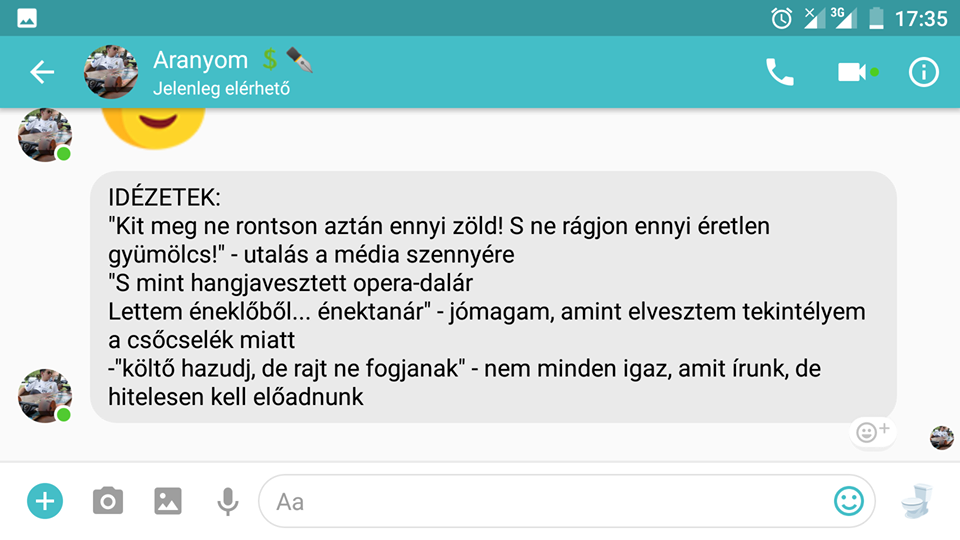 3G 17:35
Aranyom
Jelenleg elérhető
IDÉZETEK:
"Kit meg ne rontson aztán ennyi zöld! S ne rágjon ennyi éretlen
gyümölcs!" - utalás a média szennyére
"S mint hangjavesztett opera-dalár
Lettem éneklőből... énektanár" - jómagam, amint elvesztem tekintélyem
a csőcselék miatt
-"költő hazudj, de rajt ne fogjanak" - nem minden igaz, amit írunk, de
hitelesen kell előadnunk
Aa